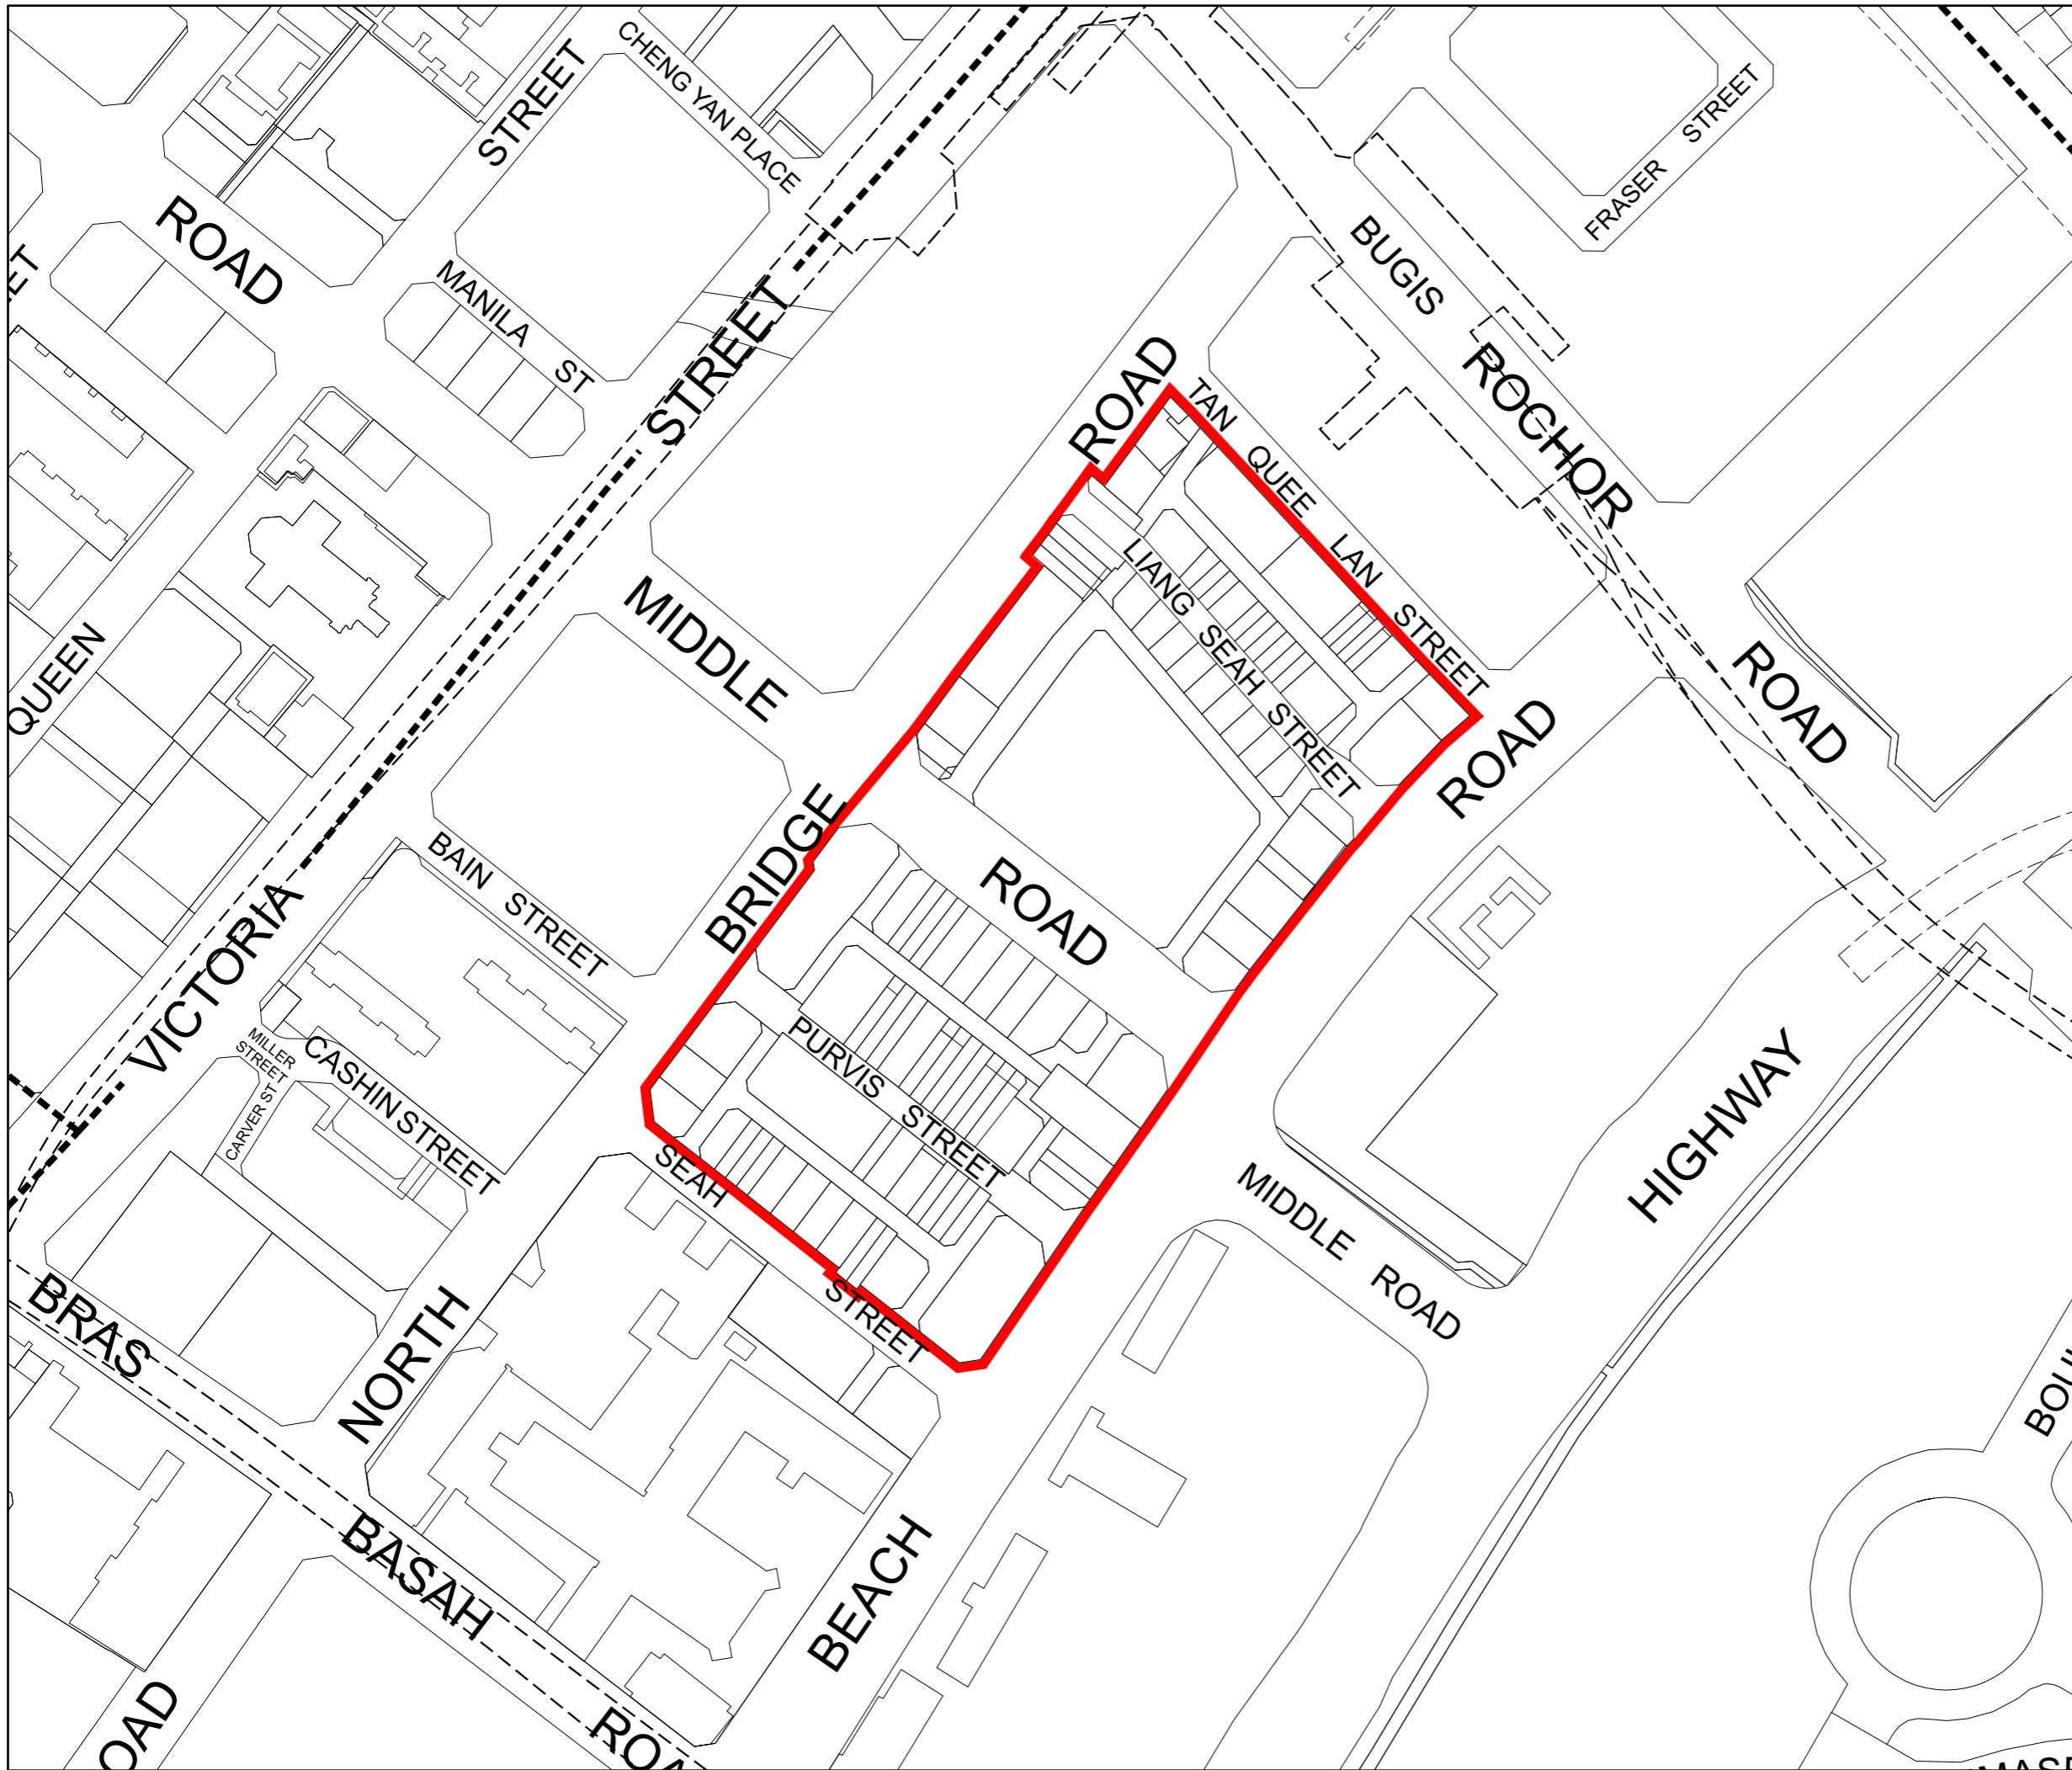 CHENG YAN PLACE
STREET
FRASER STREET
ROAD
BUGIS
MANILA ST
STREET
ROAD
TAN QUEE LAN STREET
ROCHOR
LIANG SEAH STREET
MIDDLE
QUEEN
ROAD
ROAD
BRIDGE
BAIN STREET
ROAD
VICTORIA
PURVIS STREET
MILLER
STREET
CASHIN STREET
CARVER ST
HIGHWAY
SEAH
STREET
MIDDLE ROAD
BRAS
NORTH
BASAH
BEACH